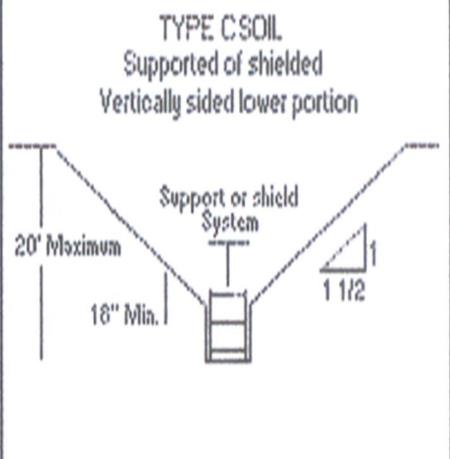 TYPE C SOIL
Supported of shielded
Vertically sided lower portion
Support or shield
System
20' Maximum
18" Min.
1
1 1/2